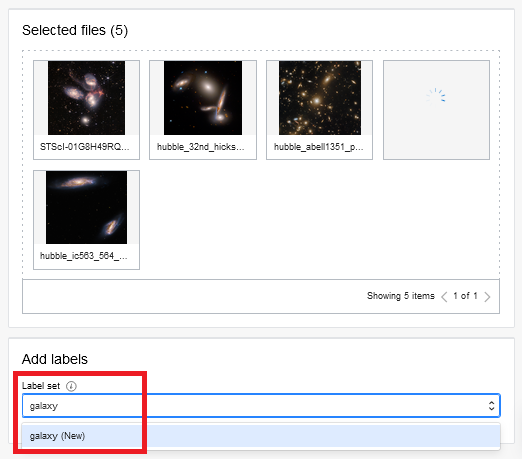 Selected files (5)
STScI-01G8H49RQ...
hubble_32nd_hicks...
hubble_abell1351_p...
hubble_ic563_564_...
Showing 5 items 1 of 1
Add labels
Label set
galaxy
galaxy (New)